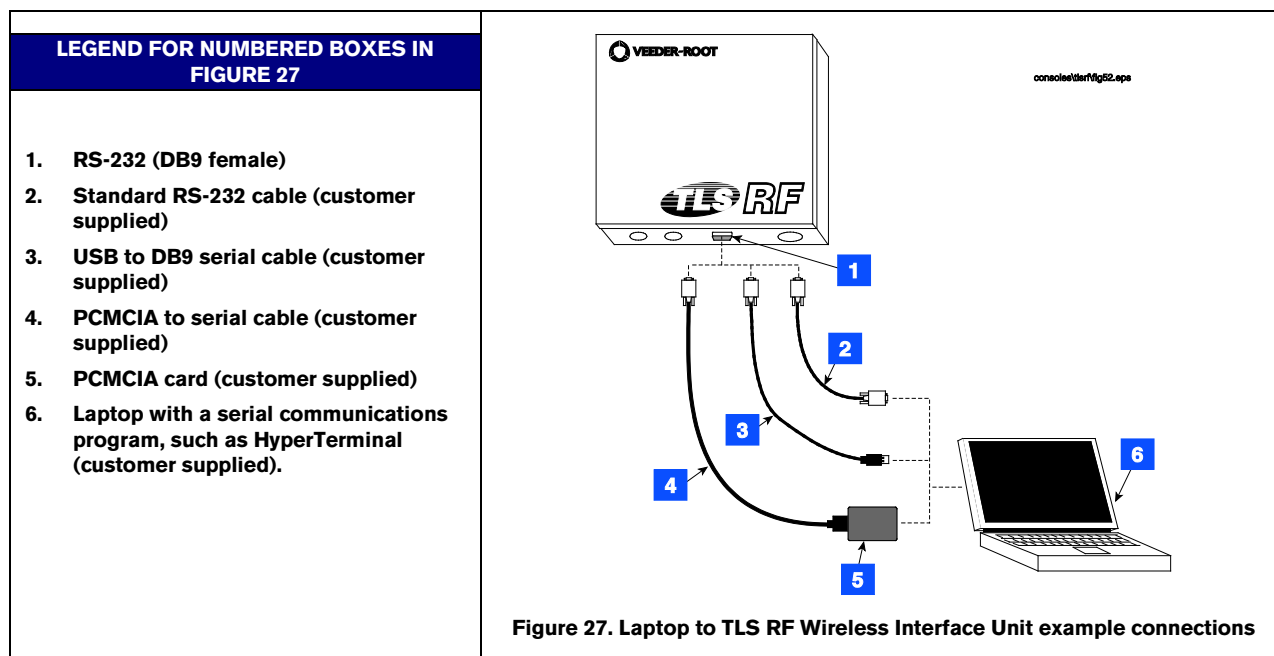 LEGEND FOR NUMBERED BOXES IN
FIGURE 27
1. RS-232 (DB9 female)
2. Standard RS-232 cable (customer
supplied)
3. USB to DB9 serial cable (customer
supplied)
4. PCMCIA to serial cable (customer
supplied)
5. PCMCIA card (customer supplied)
6. Laptop with a serial communications
program, such as HyperTerminal
(customer supplied).
VEEDER-ROOT
consoles\tlsrf\fig52.eps
TLS RF
1
2
3
4
5
6
Figure 27. Laptop to TLS RF Wireless Interface Unit example connections